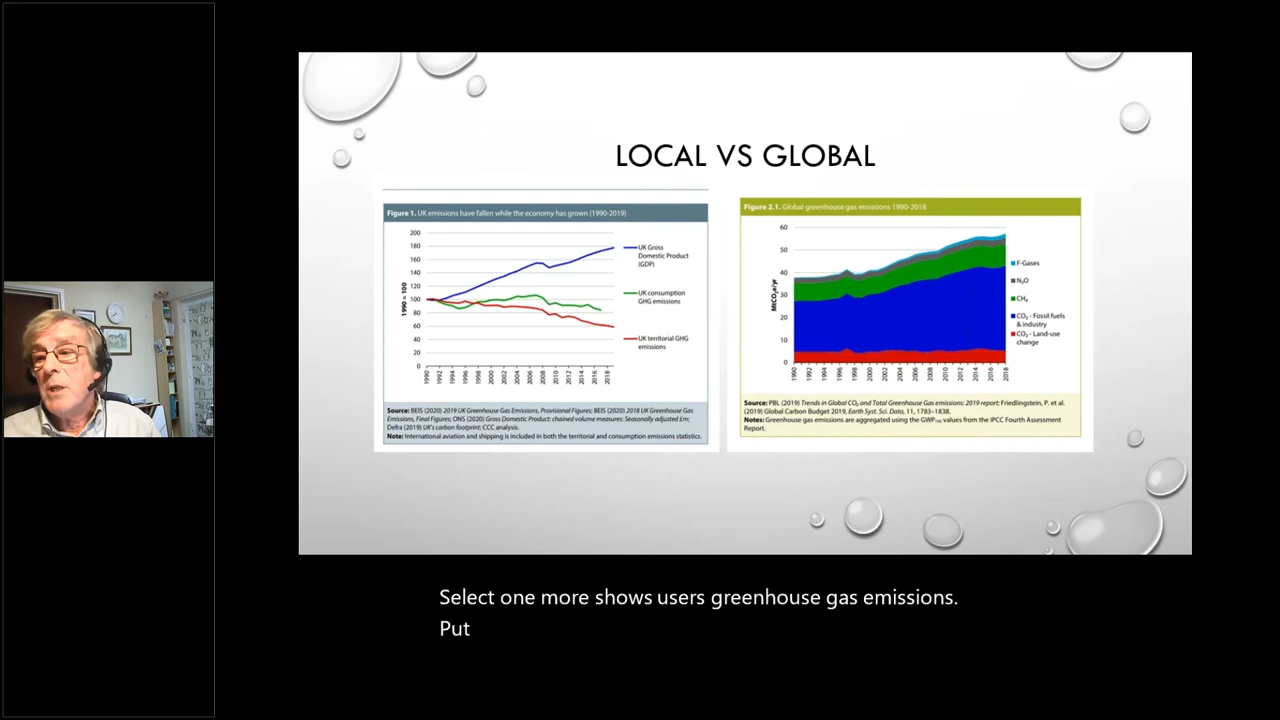 LOCAL VS GLOBAL
Figure 1. UK emissions have fallen while the economy has grown (1990-2019)
200
180
160
140
120
100
80
60
40
20
0
1990 = 100
1990
1992
1994
1996
1998
2000
2002
2004
2006
2008
2010
2012
2014
2016
2018
UK Gross
Domestic Product
(GDP)
UK consumption
GHG emissions
UK territorial GHG
emissions
Source: BEIS (2020) 2019 UK Greenhouse Gas Emissions, Provisional Figures; BEIS (2020) 2018 UK Greenhouse Gas
Emissions, Final Figures; ONS (2020) Gross Domestic Product: chained volume measures: Seasonally adjusted £m;
Defra (2019) UK's carbon footprint; CCC analysis.
Note: International aviation and shipping is included in both the territorial and consumption emissions statistics.
Figure 2.1. Global greenhouse gas emissions 1990-2018
60
50
40
30
20
10
0
MtCO₂e/yr
1990
1992
1994
1996
1998
2000
2002
2004
2006
2008
2010
2012
2014
2016
2018
F-Gases
N₂O
CH₄
CO₂ - Fossil fuels
& industry
CO₂ - Land-use
change
Source: PBL (2019) Trends in Global CO₂ and Total Greenhouse Gas emissions: 2019 report; Friedlingstein, P. et al.
(2019) Global Carbon Budget 2019, Earth Syst. Sci. Data, 11, 1783–1838.
Notes: Greenhouse gas emissions are aggregated using the GWP₁₀₀ values from the IPCC Fourth Assessment
Report.
Select one more shows users greenhouse gas emissions.
Put